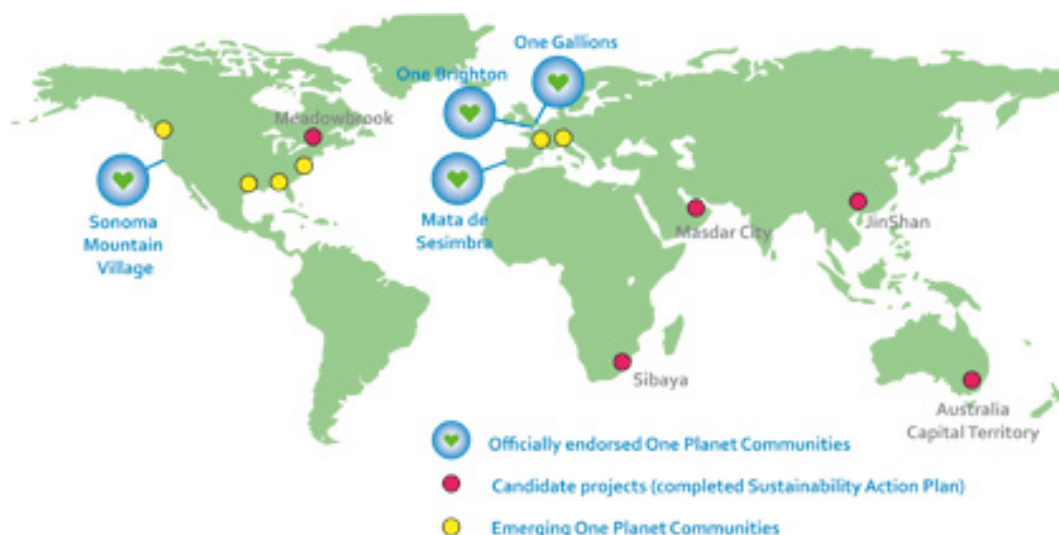 One Gallions
One Brighton
Meadowbrook
Sonoma
Mountain
Village
Mata de
Sesimbra
Masdar City
JinShan
Sibaya
Australia
Capital Territory
Officially endorsed One Planet Communities
Candidate projects (completed Sustainability Action Plan)
Emerging One Planet Communities